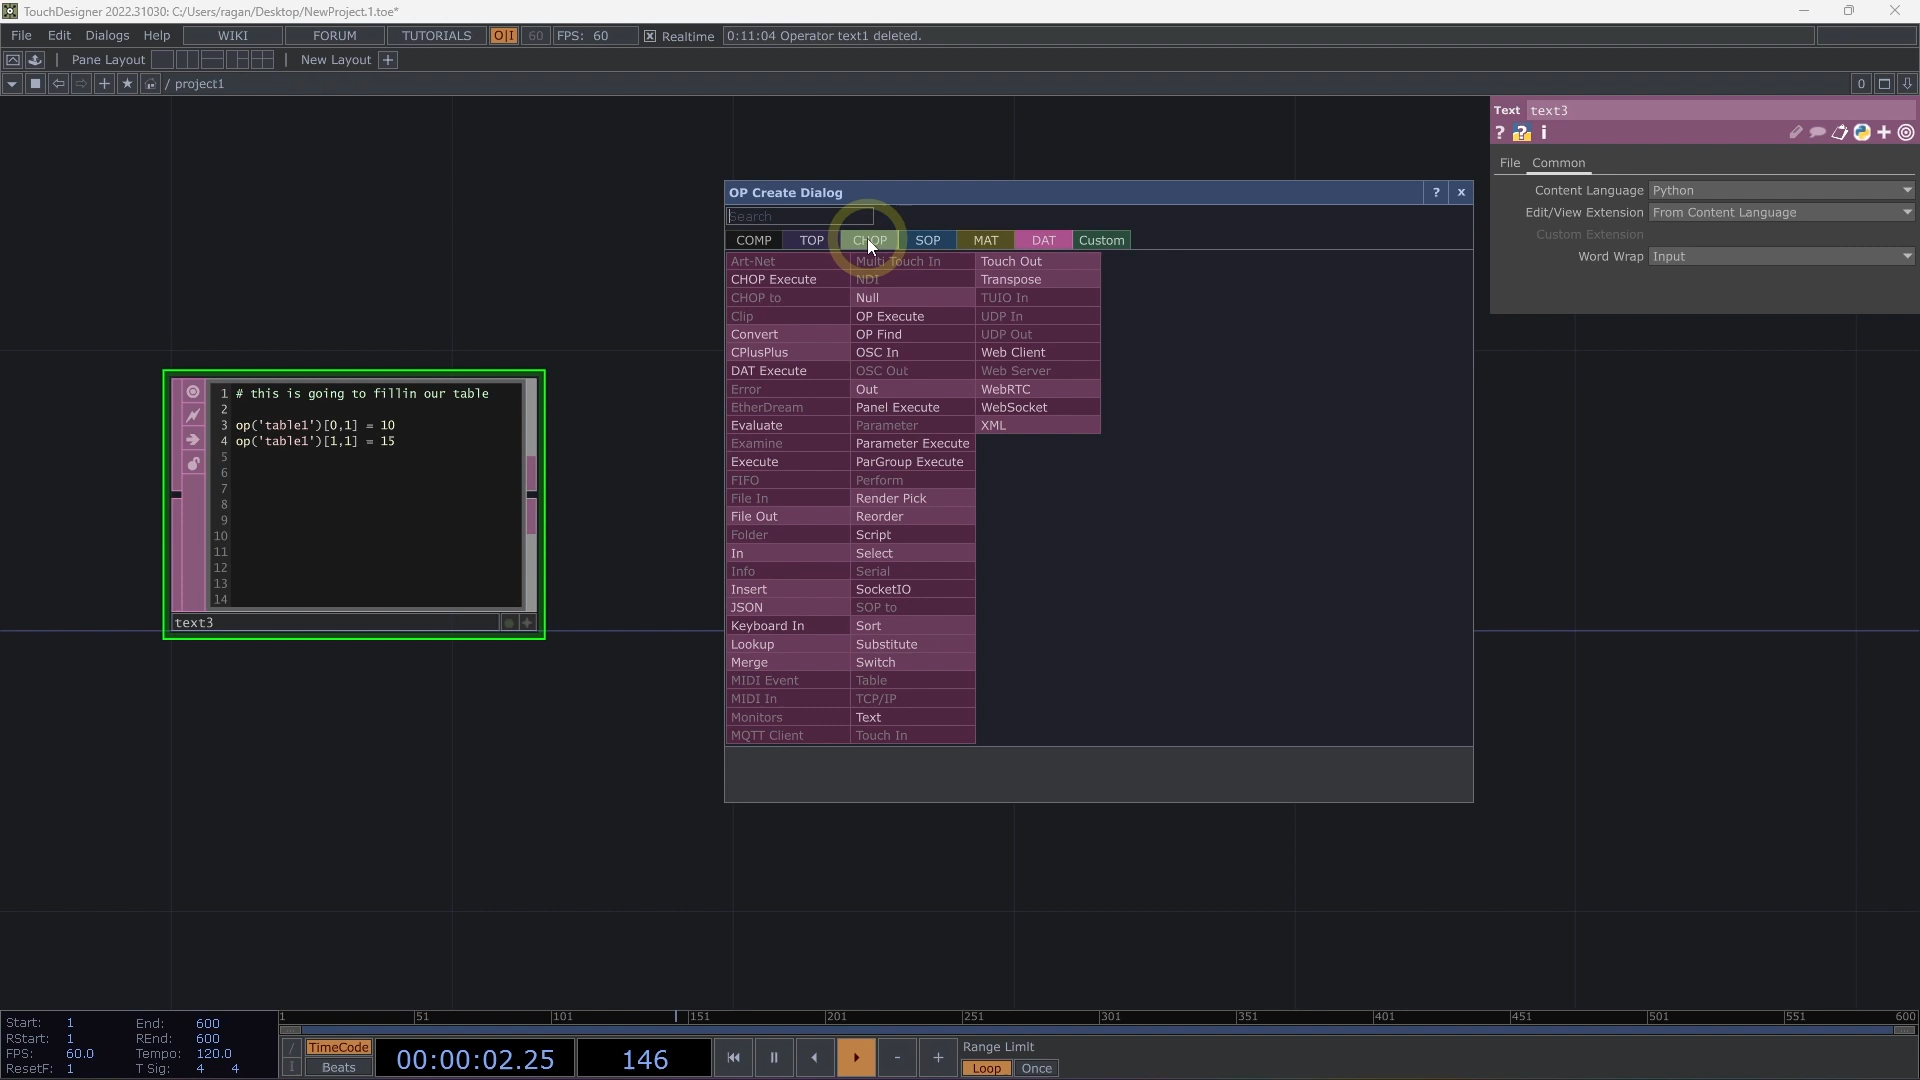 TouchDesigner 2022.31030: C:/Users/ragan/Desktop/NewProject.1.toe*
File Edit Dialogs Help WIKI FORUM TUTORIALS O|I 60 FPS: 60 Realtime 0:11:04 Operator text1 deleted.
Pane Layout New Layout +
/ project1 0
Text text3
? ? i
File Common
Content Language Python
Edit/View Extension From Content Language
Custom Extension
Word Wrap Input
OP Create Dialog ? x
Search
COMP TOP CHOP SOP MAT DAT Custom
Art-Net Multi Touch In Touch Out
CHOP Execute NDI Transpose
CHOP to Null TUIO In
Clip OP Execute UDP In
Convert OP Find UDP Out
CPlusPlus OSC In Web Client
DAT Execute OSC Out Web Server
Error Out WebRTC
EtherDream Panel Execute WebSocket
Evaluate Parameter XML
Examine Parameter Execute
Execute ParGroup Execute
FIFO Perform
File In Render Pick
File Out Reorder
Folder Script
In Select
Info Serial
Insert SocketIO
JSON SOP to
Keyboard In Sort
Lookup Substitute
Merge Switch
MIDI Event Table
MIDI In TCP/IP
Monitors Text
MQTT Client Touch In
1 # this is going to fillin our table
2
3 op('table1')[0,1] = 10
4 op('table1')[1,1] = 15
5
6
7
8
9
10
11
12
13
14
text3
1 51 101 151 201 251 301 351 401 451 501 551 600
Start: 1 End: 600
RStart: 1 REnd: 600
FPS: 60.0 Tempo: 120.0
ResetF: 1 T Sig: 4 4
/ TimeCode
I Beats
00:00:02.25 146 - +
Range Limit
Loop Once